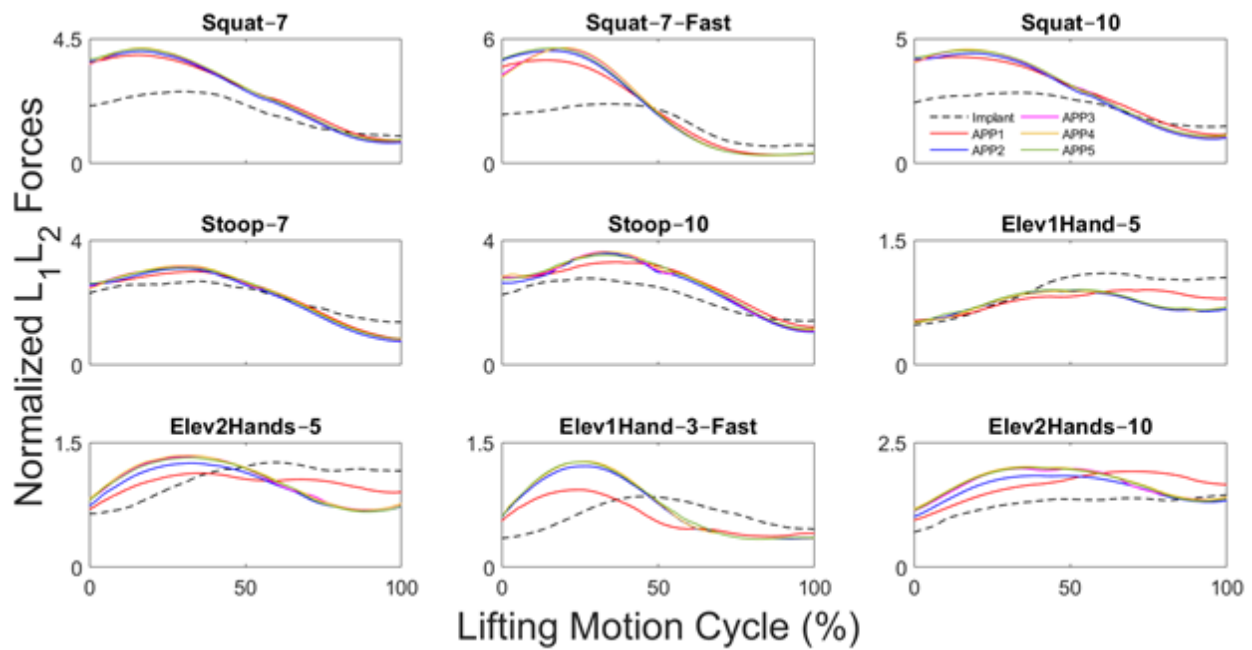 Normalized L₁L₂ Forces
Squat−7
4.5
0
Squat−7−Fast
6
0
Squat−10
5
0
Implant
APP1
APP2
APP3
APP4
APP5
Stoop−7
4
0
Stoop−10
4
0
Elev1Hand−5
1.5
0
Elev2Hands−5
1.5
0
0 50 100
Elev1Hand−3−Fast
1.5
0
0 50 100
Elev2Hands−10
2.5
0
0 50 100
Lifting Motion Cycle (%)